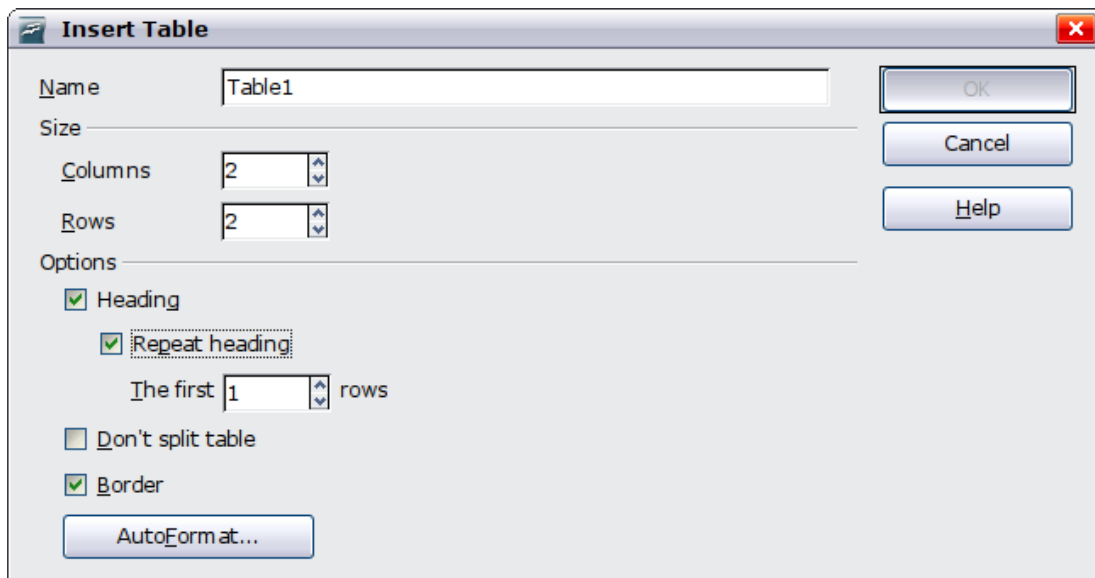 Insert Table
Name Table1
OK
Size
Cancel
Columns 2
Help
Rows 2
Options
Heading
Repeat heading
The first 1 rows
Don't split table
Border
AutoFormat...